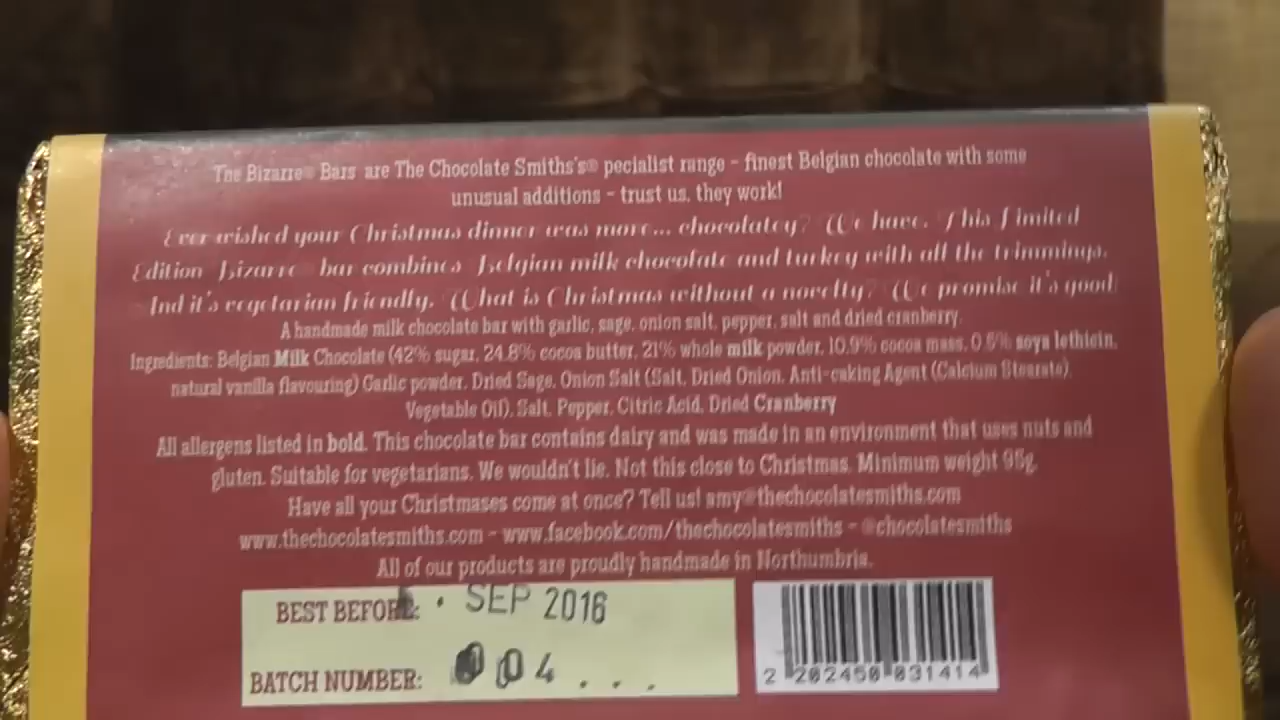 The Bizarre® Bars are The Chocolate Smiths's® pecialist range - finest Belgian chocolate with some
unusual additions - trust us, they work!
Ever wished your Christmas dinner was more... chocolatey? We have. This Limited
Edition Bizarre® bar combines Belgian milk chocolate and turkey with all the trimmings.
And it's vegetarian friendly. What is Christmas without a novelty? We promise it's good!
A handmade milk chocolate bar with garlic, sage, onion salt, pepper, salt and dried cranberry.
Ingredients: Belgian Milk Chocolate (42% sugar, 24.8% cocoa butter, 21% whole milk powder, 10.9% cocoa mass, 0.5% soya lethicin,
natural vanilla flavouring) Garlic powder, Dried Sage, Onion Salt (Salt, Dried Onion, Anti-caking Agent (Calcium Stearate),
Vegetable Oil), Salt, Pepper, Citric Acid, Dried Cranberry
All allergens listed in bold. This chocolate bar contains dairy and was made in an environment that uses nuts and
gluten. Suitable for vegetarians. We wouldn't lie. Not this close to Christmas. Minimum weight 95g.
Have all your Christmases come at once? Tell us! amy@thechocolatesmiths.com
www.thechocolatesmiths.com - www.facebook.com/thechocolatesmiths - @chocolatesmiths
All of our products are proudly handmade in Northumbria.
BEST BEFORE: SEP 2016
BATCH NUMBER: 004
2 202450 031414